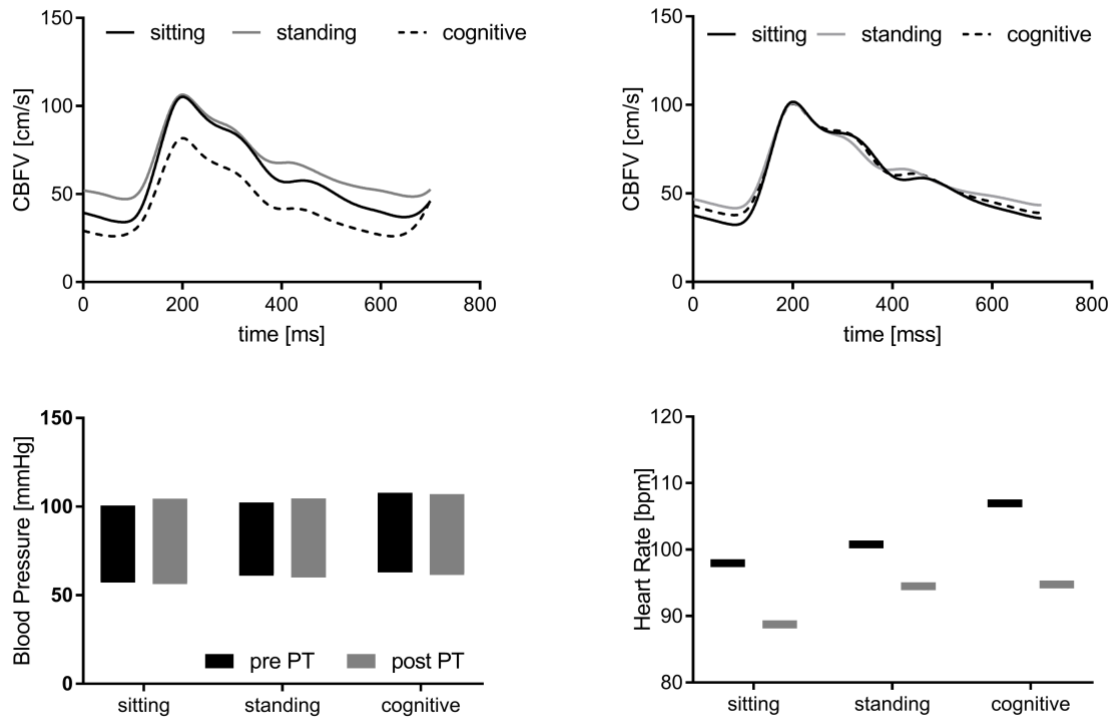 150
sitting standing cognitive
100
CBFV [cm/s]
50
0
0 200 400 600 800
time [ms]
150
sitting standing cognitive
100
CBFV [cm/s]
50
0
0 200 400 600 800
time [mss]
150
100
Blood Pressure [mmHg]
50
pre PT post PT
0
sitting standing cognitive
120
110
Heart Rate [bpm]
100
90
80
sitting standing cognitive